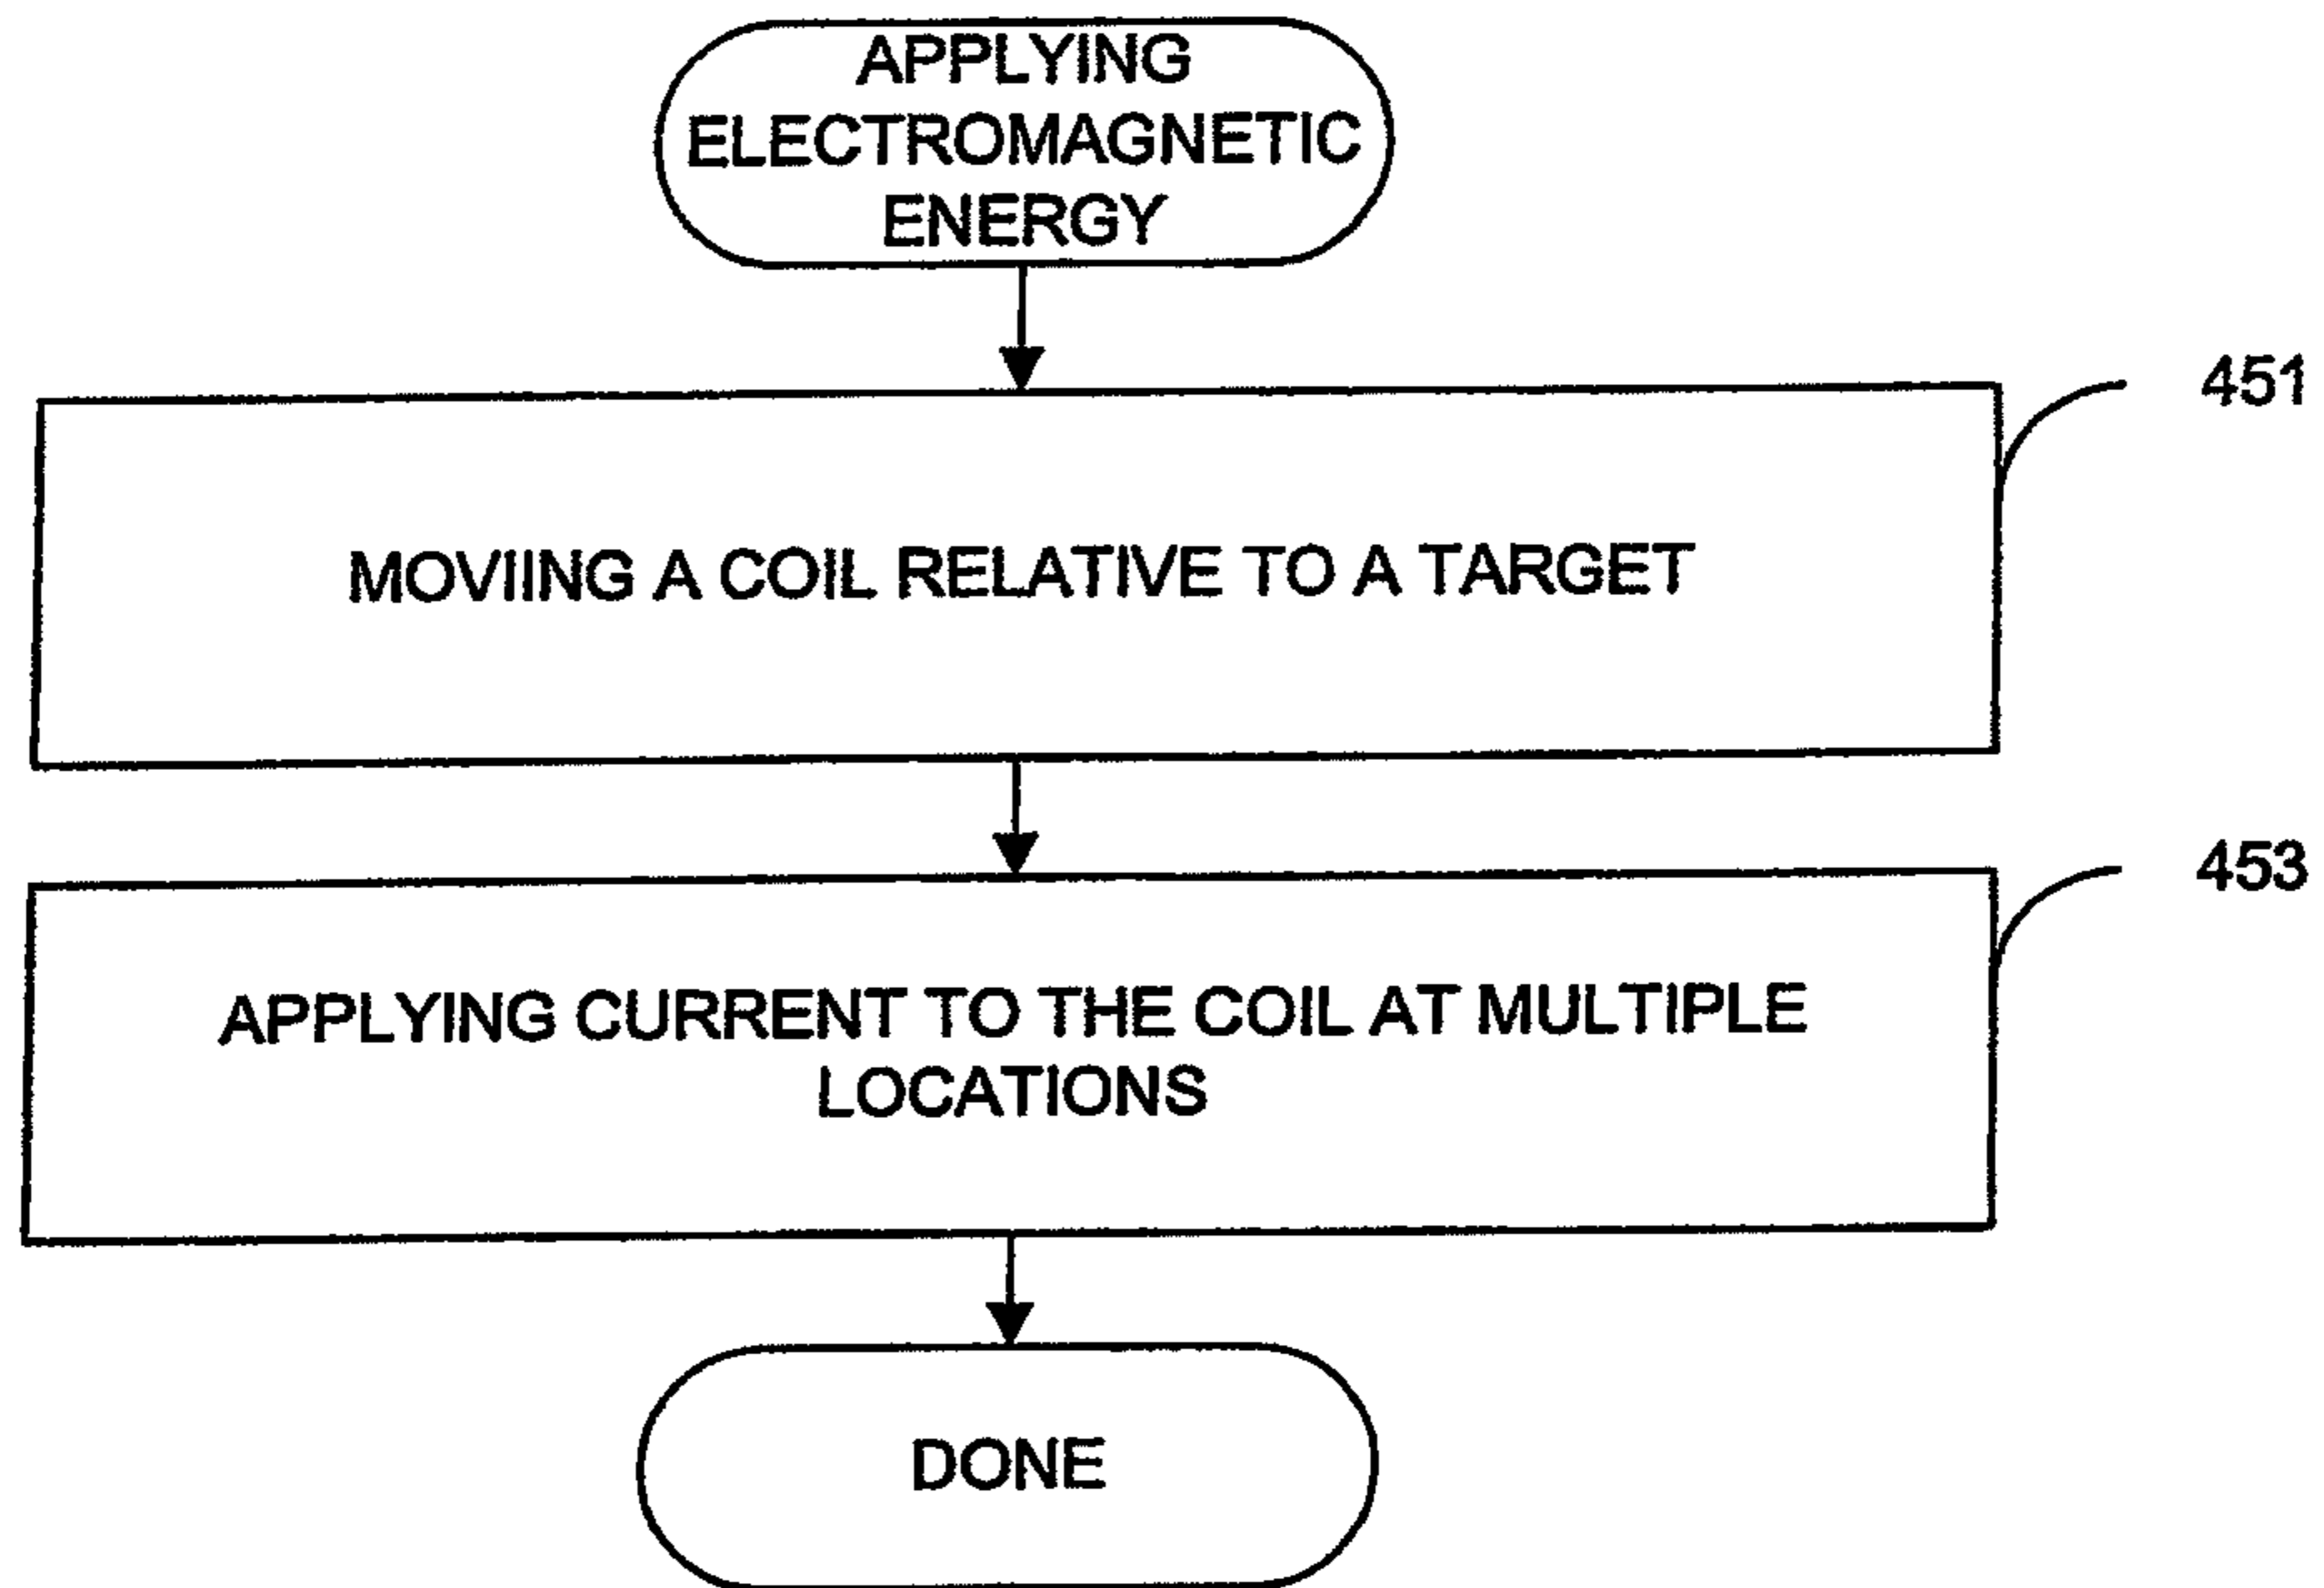 APPLYING
ELECTROMAGNETIC
ENERGY
451
MOVIING A COIL RELATIVE TO A TARGET
453
APPLYING CURRENT TO THE COIL AT MULTIPLE
LOCATIONS
DONE